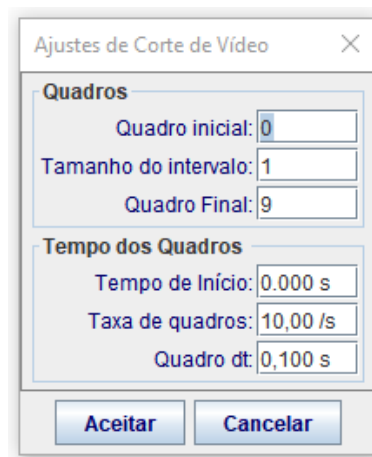 Ajustes de Corte de Vídeo
Quadros
Quadro inicial: 0
Tamanho do intervalo: 1
Quadro Final: 9
Tempo dos Quadros
Tempo de Início: 0.000 s
Taxa de quadros: 10,00 /s
Quadro dt: 0,100 s
Aceitar Cancelar